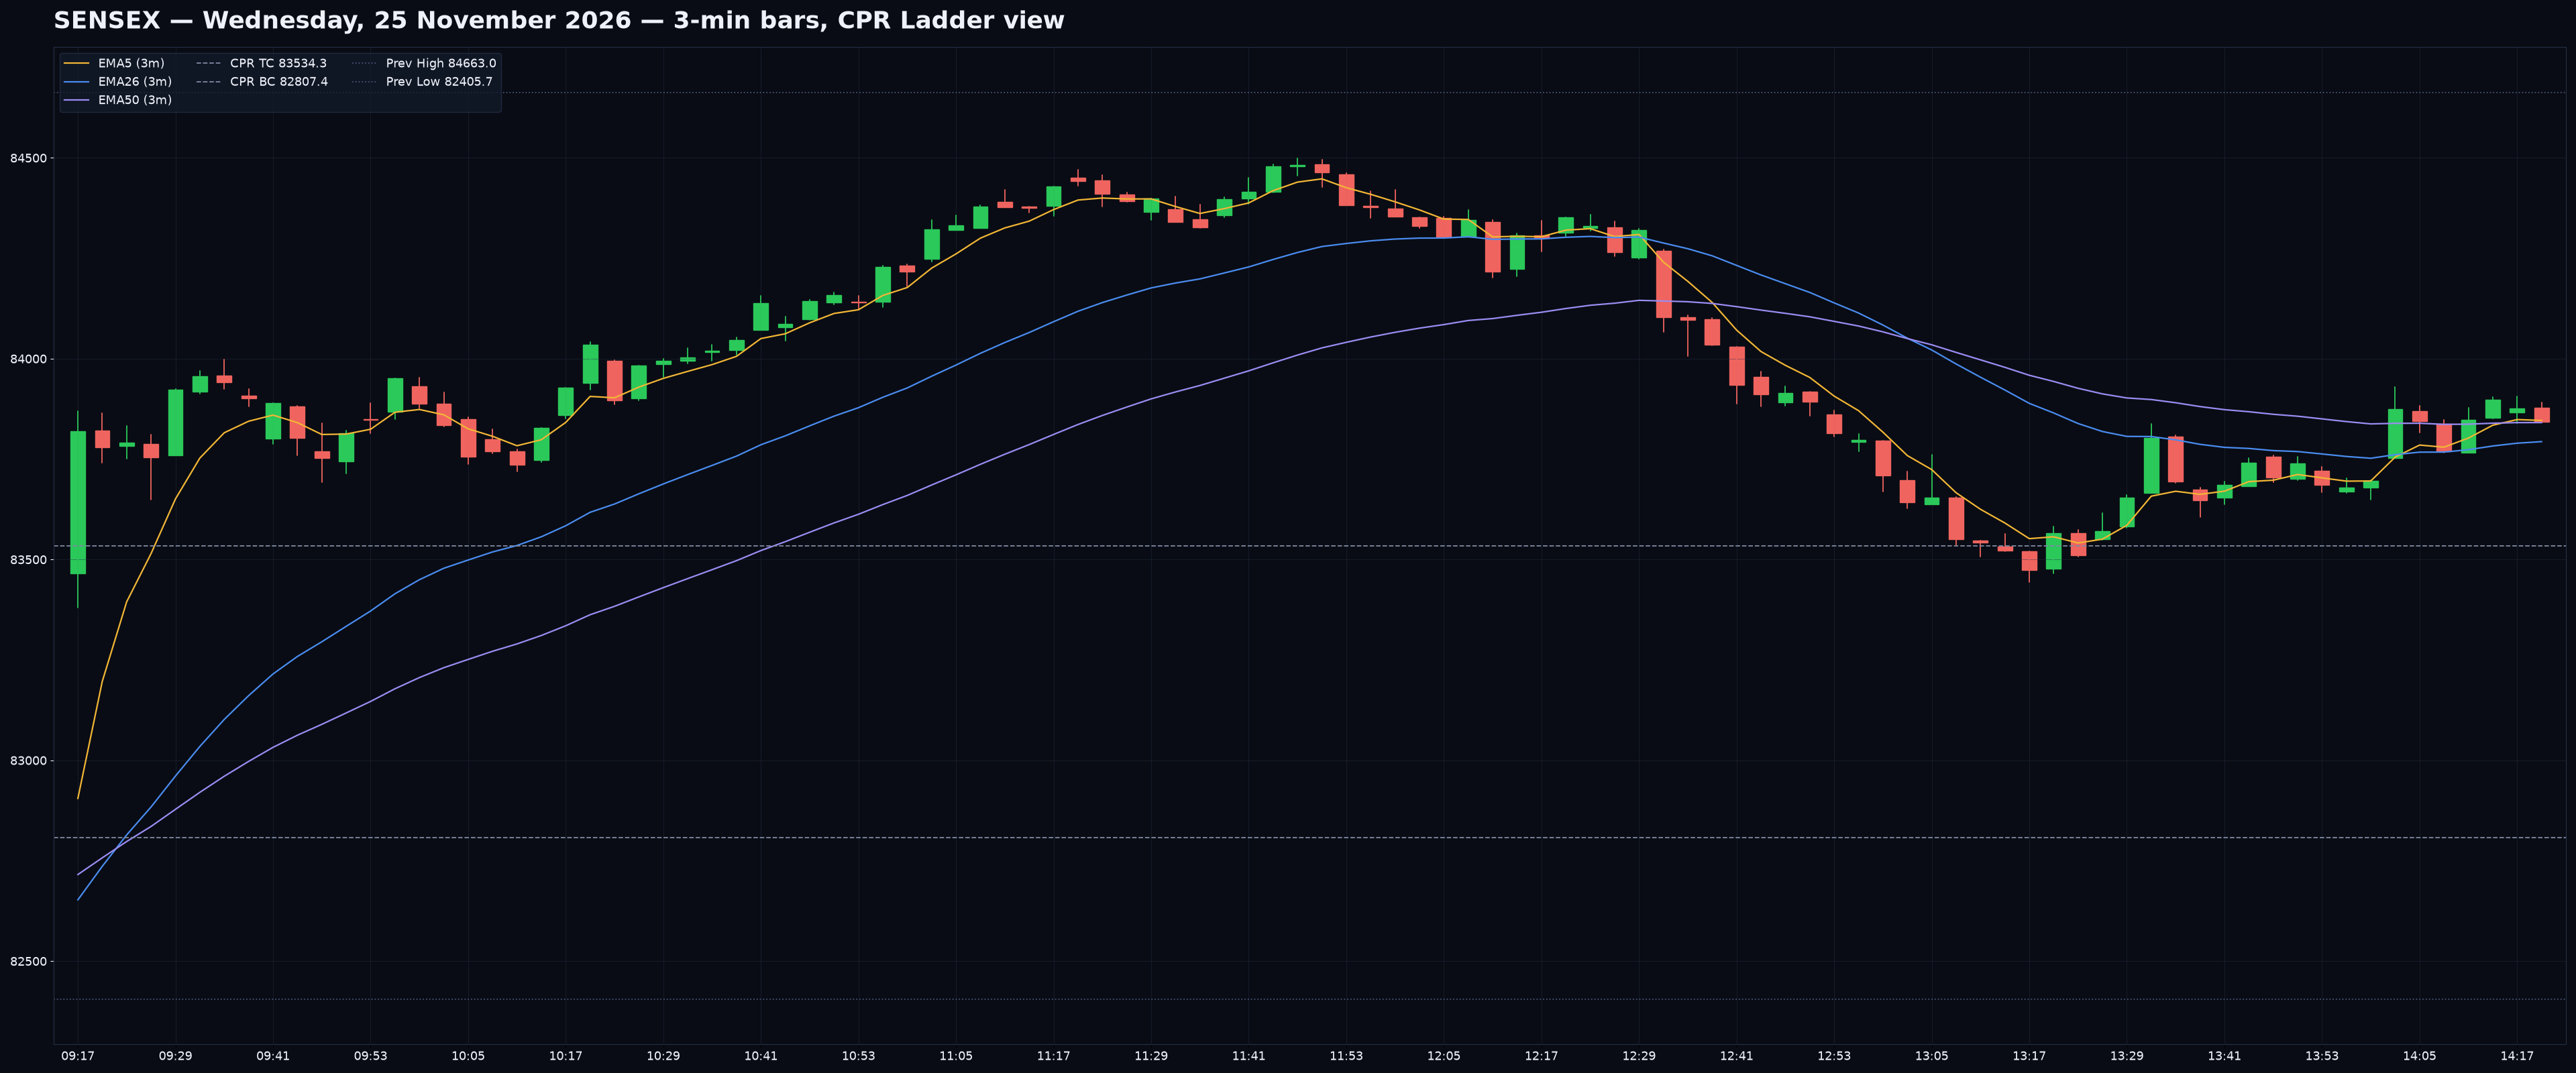 SENSEX — Wednesday, 25 November 2026 — 3-min bars, CPR Ladder view
EMA5 (3m) CPR TC 83534.3 Prev High 84663.0
EMA26 (3m) CPR BC 82807.4 Prev Low 82405.7
EMA50 (3m)
84500
84000
83500
83000
82500
09:17 09:29 09:41 09:53 10:05 10:17 10:29 10:41 10:53 11:05 11:17 11:29 11:41 11:53 12:05 12:17 12:29 12:41 12:53 13:05 13:17 13:29 13:41 13:53 14:05 14:17